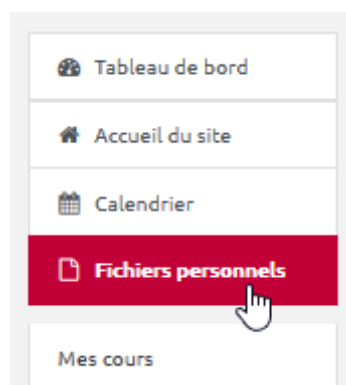 Tableau de bord
Accueil du site
Calendrier
Fichiers personnels
Mes cours